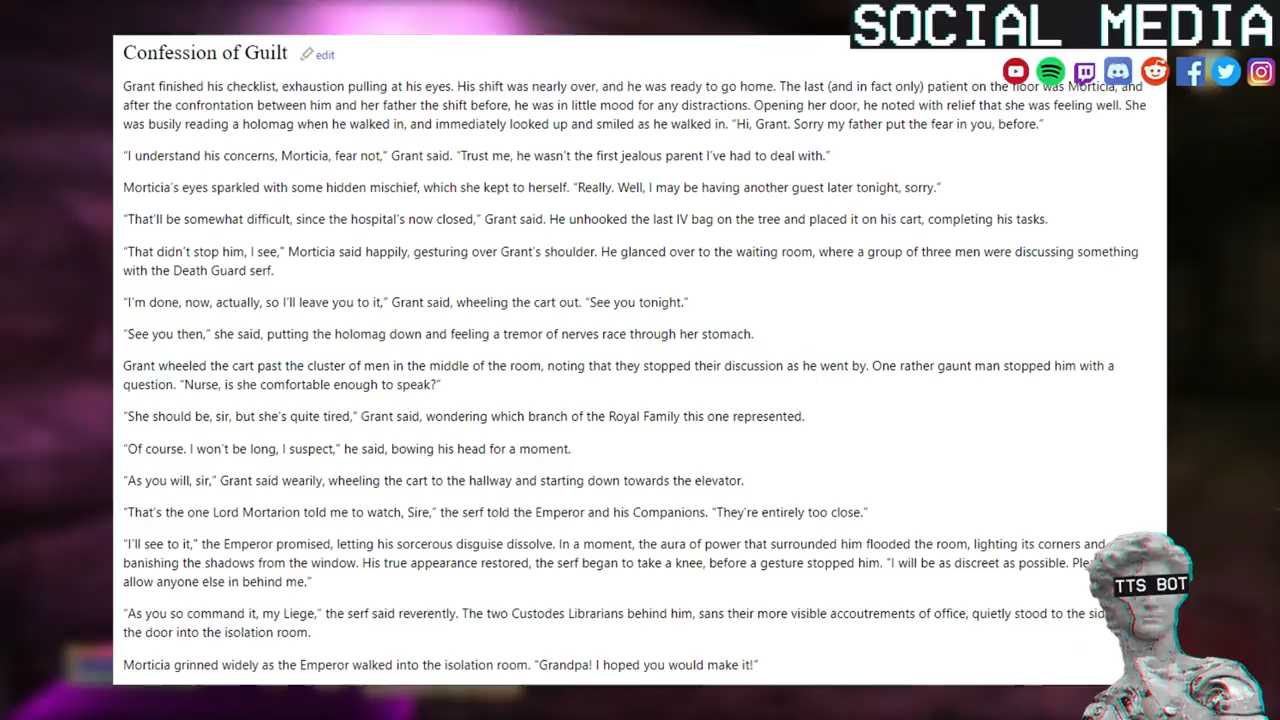 SOCIAL MEDIA
Confession of Guilt edit
Grant finished his checklist, exhaustion pulling at his eyes. His shift was nearly over, and he was ready to go home. The last (and in fact only) patient on the floor was Morticia, and
after the confrontation between him and her father the shift before, he was in little mood for any distractions. Opening her door, he noted with relief that she was feeling well. She
was busily reading a holomag when he walked in, and immediately looked up and smiled as he walked in. “Hi, Grant. Sorry my father put the fear in you, before.”
“I understand his concerns, Morticia, fear not,” Grant said. “Trust me, he wasn’t the first jealous parent I’ve had to deal with.”
Morticia’s eyes sparkled with some hidden mischief, which she kept to herself. “Really. Well, I may be having another guest later tonight, sorry.”
“That’ll be somewhat difficult, since the hospital’s now closed,” Grant said. He unhooked the last IV bag on the tree and placed it on his cart, completing his tasks.
“That didn’t stop him, I see,” Morticia said happily, gesturing over Grant’s shoulder. He glanced over to the waiting room, where a group of three men were discussing something
with the Death Guard serf.
“I’m done, now, actually, so I’ll leave you to it,” Grant said, wheeling the cart out. “See you tonight.”
“See you then,” she said, putting the holomag down and feeling a tremor of nerves race through her stomach.
Grant wheeled the cart past the cluster of men in the middle of the room, noting that they stopped their discussion as he went by. One rather gaunt man stopped him with a
question. “Nurse, is she comfortable enough to speak?”
“She should be, sir, but she’s quite tired,” Grant said, wondering which branch of the Royal Family this one represented.
“Of course. I won’t be long, I suspect,” he said, bowing his head for a moment.
“As you will, sir,” Grant said wearily, wheeling the cart to the hallway and starting down towards the elevator.
“That’s the one Lord Mortarion told me to watch, Sire,” the serf told the Emperor and his Companions. “They’re entirely too close.”
“I’ll see to it,” the Emperor promised, letting his sorcerous disguise dissolve. In a moment, the aura of power that surrounded him flooded the room, lighting its corners and
banishing the shadows from the window. His true appearance restored, the serf began to take a knee, before a gesture stopped him. “I will be as discreet as possible.
allow anyone else in behind me.”
“As you so command it, my Liege,” the serf said reverently. The two Custodes Librarians behind him, sans their more visible accoutrements of office, quietly stood to the
the door into the isolation room.
Morticia grinned widely as the Emperor walked into the isolation room. “Grandpa! I hoped you would make it!”
TTS BOT